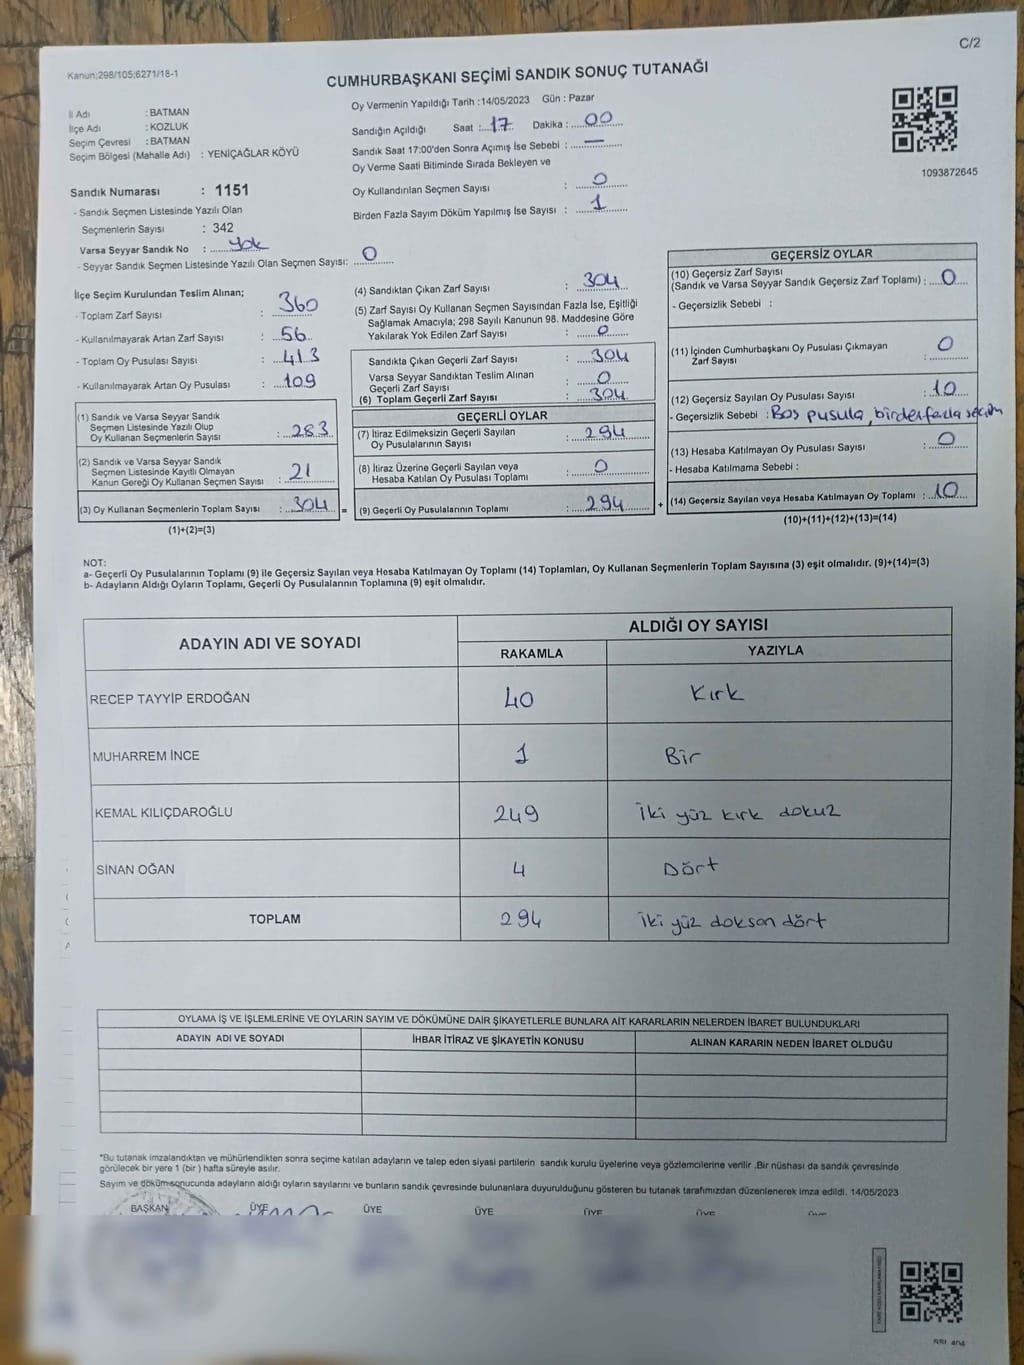 C/2
Kanun;298/105;6271/18-1
CUMHURBAŞKANI SEÇİMİ SANDIK SONUÇ TUTANAĞI
İl Adı : BATMAN
İlçe Adı : KOZLUK
Seçim Çevresi : BATMAN
Seçim Bölgesi (Mahalle Adı) : YENİÇAĞLAR KÖYÜ
Sandık Numarası : 1151
- Sandık Seçmen Listesinde Yazılı Olan
Seçmenlerin Sayısı : 342
Varsa Seyyar Sandık No : Yok
- Seyyar Sandık Seçmen Listesinde Yazılı Olan Seçmen Sayısı: 0
Oy Vermenin Yapıldığı Tarih :14/05/2023 Gün : Pazar
Sandığın Açıldığı Saat : 17 Dakika : 00
Sandık Saat 17:00'den Sonra Açımış İse Sebebi : —
Oy Verme Saati Bitiminde Sırada Bekleyen ve
Oy Kullandırılan Seçmen Sayısı : 0
Birden Fazla Sayım Döküm Yapılmış İse Sayısı : 1
1093872645
İlçe Seçim Kurulundan Teslim Alınan;
- Toplam Zarf Sayısı : 360
- Kullanılmayarak Artan Zarf Sayısı : 56
- Toplam Oy Pusulası Sayısı : 413
- Kullanılmayarak Artan Oy Pusulası : 109
(1) Sandık ve Varsa Seyyar Sandık
Seçmen Listesinde Yazılı Olup
Oy Kullanan Seçmenlerin Sayısı : 283
(2) Sandık ve Varsa Seyyar Sandık
Seçmen Listesinde Kayıtlı Olmayan
Kanun Gereği Oy Kullanan Seçmen Sayısı : 21
(3) Oy Kullanan Seçmenlerin Toplam Sayısı : 304 =
(1)+(2)=(3)
(4) Sandıktan Çıkan Zarf Sayısı : 304
(5) Zarf Sayısı Oy Kullanan Seçmen Sayısından Fazla İse, Eşitliği
Sağlamak Amacıyla; 298 Sayılı Kanunun 98. Maddesine Göre
Yakılarak Yok Edilen Zarf Sayısı : 0
Sandıkta Çıkan Geçerli Zarf Sayısı : 304
Varsa Seyyar Sandıktan Teslim Alınan
Geçerli Zarf Sayısı : 0
(6) Toplam Geçerli Zarf Sayısı : 304
GEÇERLİ OYLAR
(7) İtiraz Edilmeksizin Geçerli Sayılan
Oy Pusulalarının Sayısı : 294
(8) İtiraz Üzerine Geçerli Sayılan veya
Hesaba Katılan Oy Pusulası Toplamı : 0
(9) Geçerli Oy Pusulalarının Toplamı : 294 +
GEÇERSİZ OYLAR
(10) Geçersiz Zarf Sayısı
(Sandık ve Varsa Seyyar Sandık Geçersiz Zarf Toplamı) : 0
- Geçersizlik Sebebi :
(11) İçinden Cumhurbaşkanı Oy Pusulası Çıkmayan
Zarf Sayısı : 0
(12) Geçersiz Sayılan Oy Pusulası Sayısı : 10
- Geçersizlik Sebebi : Boş pusula, birden fazla seçim
(13) Hesaba Katılmayan Oy Pusulası Sayısı : 0
- Hesaba Katılmama Sebebi :
(14) Geçersiz Sayılan veya Hesaba Katılmayan Oy Toplamı : 10
(10)+(11)+(12)+(13)=(14)
NOT:
a- Geçerli Oy Pusulalarının Toplamı (9) ile Geçersiz Sayılan veya Hesaba Katılmayan Oy Toplamı (14) Toplamları, Oy Kullanan Seçmenlerin Toplam Sayısına (3) eşit olmalıdır. (9)+(14)=(3)
b- Adayların Aldığı Oyların Toplamı, Geçerli Oy Pusulalarının Toplamına (9) eşit olmalıdır.
ADAYIN ADI VE SOYADI ALDIĞI OY SAYISI
RAKAMLA YAZIYLA
RECEP TAYYİP ERDOĞAN 40 Kırk
MUHARREM İNCE 1 Bir
KEMAL KILIÇDAROĞLU 249 İki yüz kırk dokuz
SİNAN OĞAN 4 Dört
TOPLAM 294 İki yüz doksan dört
OYLAMA İŞ VE İŞLEMLERİNE VE OYLARIN SAYIM VE DÖKÜMÜNE DAİR ŞİKAYETLERLE BUNLARA AİT KARARLARIN NELERDEN İBARET BULUNDUKLARI
ADAYIN ADI VE SOYADI İHBAR İTİRAZ VE ŞİKAYETİN KONUSU ALINAN KARARIN NEDEN İBARET OLDUĞU
*Bu tutanak imzalandıktan ve mühürlendikten sonra seçime katılan adayların ve talep eden siyasi partilerin sandık kurulu üyelerine veya gözlemcilerine verilir .Bir nüshası da sandık çevresinde
görülecek bir yere 1 (bir ) hafta süreyle asılır.
Sayım ve döküm sonucunda adayların aldığı oyların sayılarını ve bunların sandık çevresinde bulunanlara duyurulduğunu gösteren bu tutanak tarafımızdan düzenlenerek imza edildi. 14/05/2023
BAŞKAN ÜYE ÜYE ÜYE ÜYE ÜYE